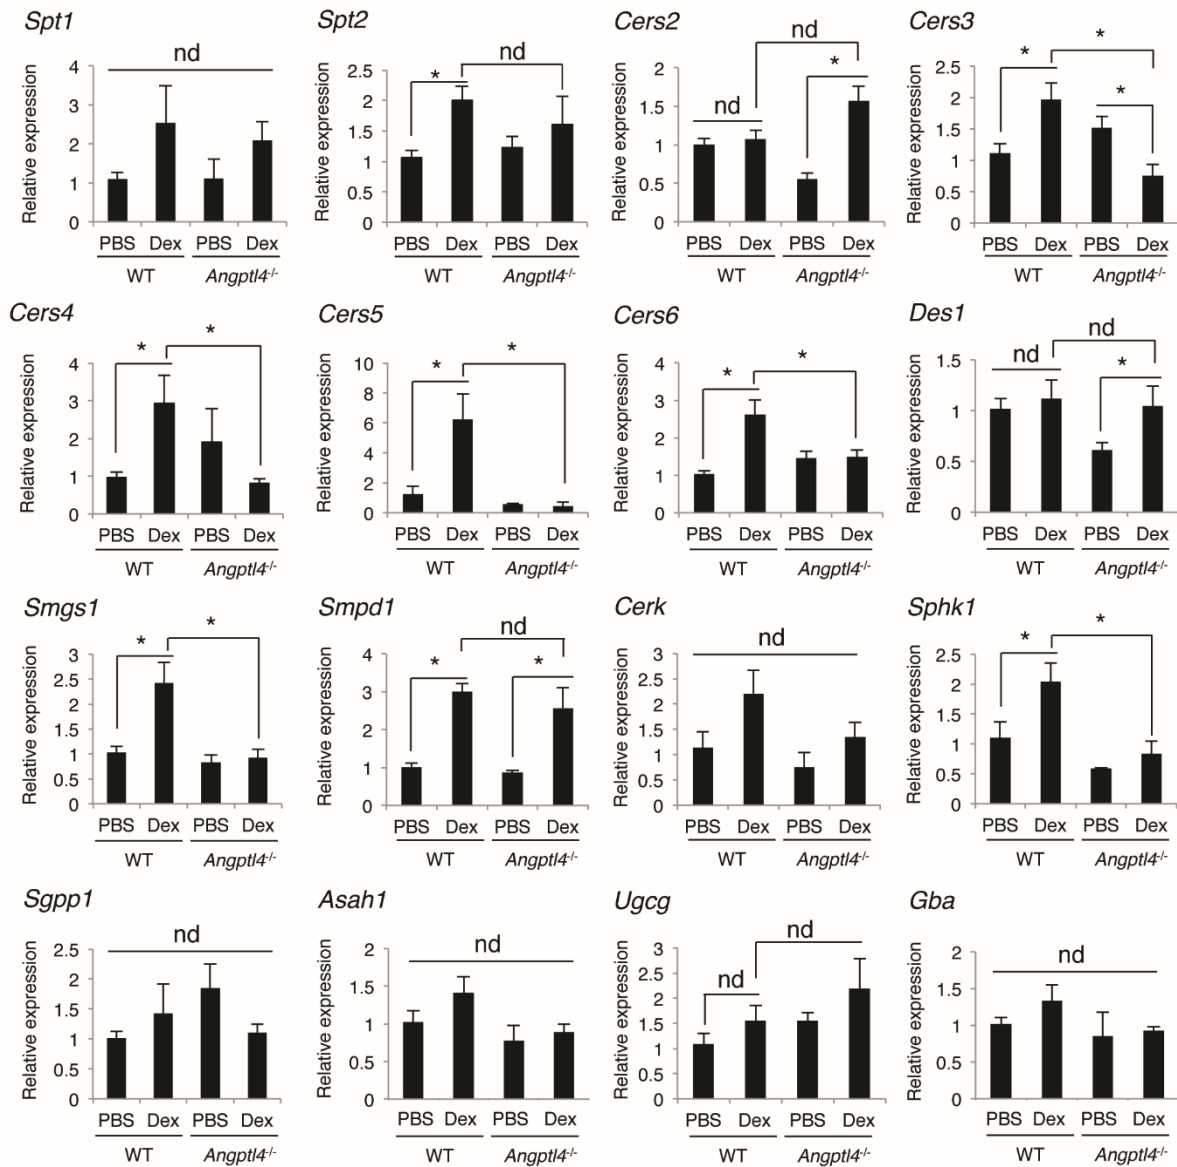 Spt1
nd
Relative expression
4
3
2
1
0
PBS Dex PBS Dex
WT Angptl4-/-
Spt2
* nd
Relative expression
2.5
2
1.5
1
0.5
0
PBS Dex PBS Dex
WT Angptl4-/-
Cers2
nd
*
nd
Relative expression
2
1.5
1
0.5
0
PBS Dex PBS Dex
WT Angptl4-/-
Cers3
* *
*
Relative expression
2.5
2
1.5
1
0.5
0
PBS Dex PBS Dex
WT Angptl4-/-
Cers4
* *
Relative expression
4
3
2
1
0
PBS Dex PBS Dex
WT Angptl4-/-
Cers5
* *
Relative expression
10
8
6
4
2
0
PBS Dex PBS Dex
WT Angptl4-/-
Cers6
* *
Relative expression
4
3
2
1
0
PBS Dex PBS Dex
WT Angptl4-/-
Des1
nd
nd *
Relative expression
1.5
1
0.5
0
PBS Dex PBS Dex
WT Angptl4-/-
Smgs1
* *
Relative expression
3
2.5
2
1.5
1
0.5
0
PBS Dex PBS Dex
WT Angptl4-/-
Smpd1
nd
* *
Relative expression
4
3
2
1
0
PBS Dex PBS Dex
WT Angptl4-/-
Cerk
nd
Relative expression
3
2.5
2
1.5
1
0.5
0
PBS Dex PBS Dex
WT Angptl4-/-
Sphk1
* *
Relative expression
2.5
2
1.5
1
0.5
0
PBS Dex PBS Dex
WT Angptl4-/-
Sgpp1
nd
Relative expression
2.5
2
1.5
1
0.5
0
PBS Dex PBS Dex
WT Angptl4-/-
Asah1
nd
Relative expression
2
1.5
1
0.5
0
PBS Dex PBS Dex
WT Angptl4-/-
Ugcg
nd
nd
Relative expression
3
2.5
2
1.5
1
0.5
0
PBS Dex PBS Dex
WT Angptl4-/-
Gba
nd
Relative expression
2
1.5
1
0.5
0
PBS Dex PBS Dex
WT Angptl4-/-